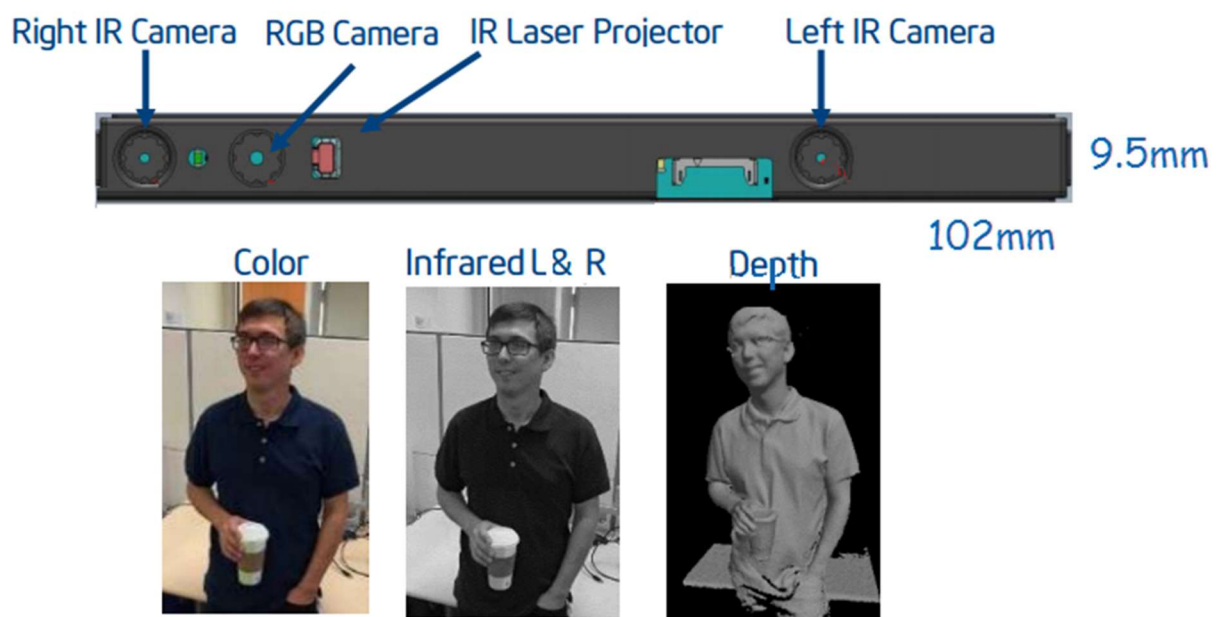 Right IR Camera RGB Camera IR Laser Projector Left IR Camera
9.5mm
102mm
Color Infrared L & R Depth